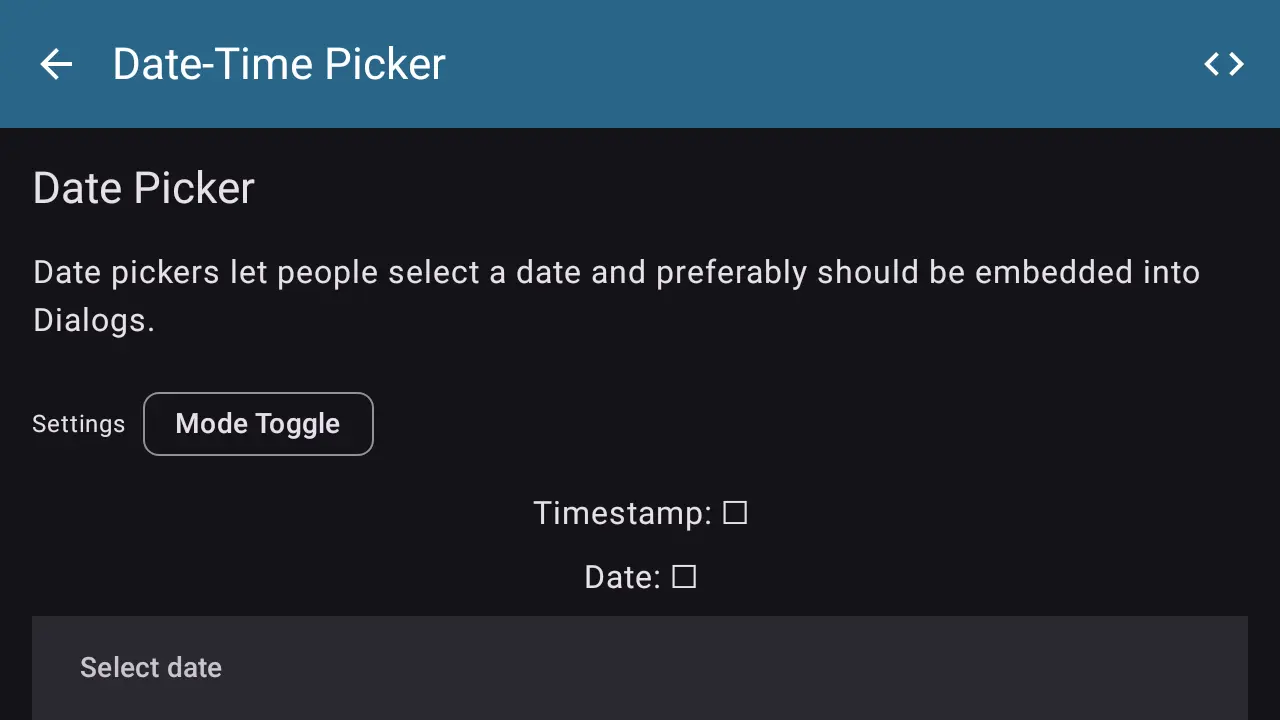 Date-Time Picker
Date Picker
Date pickers let people select a date and preferably should be embedded into
Dialogs.
Settings Mode Toggle
Timestamp: ☐
Date: ☐
Select date